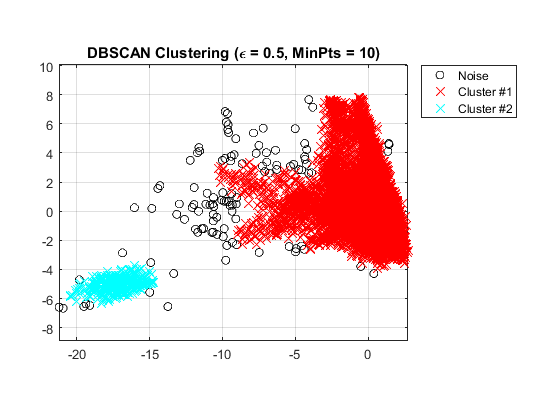 DBSCAN Clustering (ϵ = 0.5, MinPts = 10)
Noise
Cluster #1
Cluster #2
10
8
6
4
2
0
-2
-4
-6
-8
-20 -15 -10 -5 0